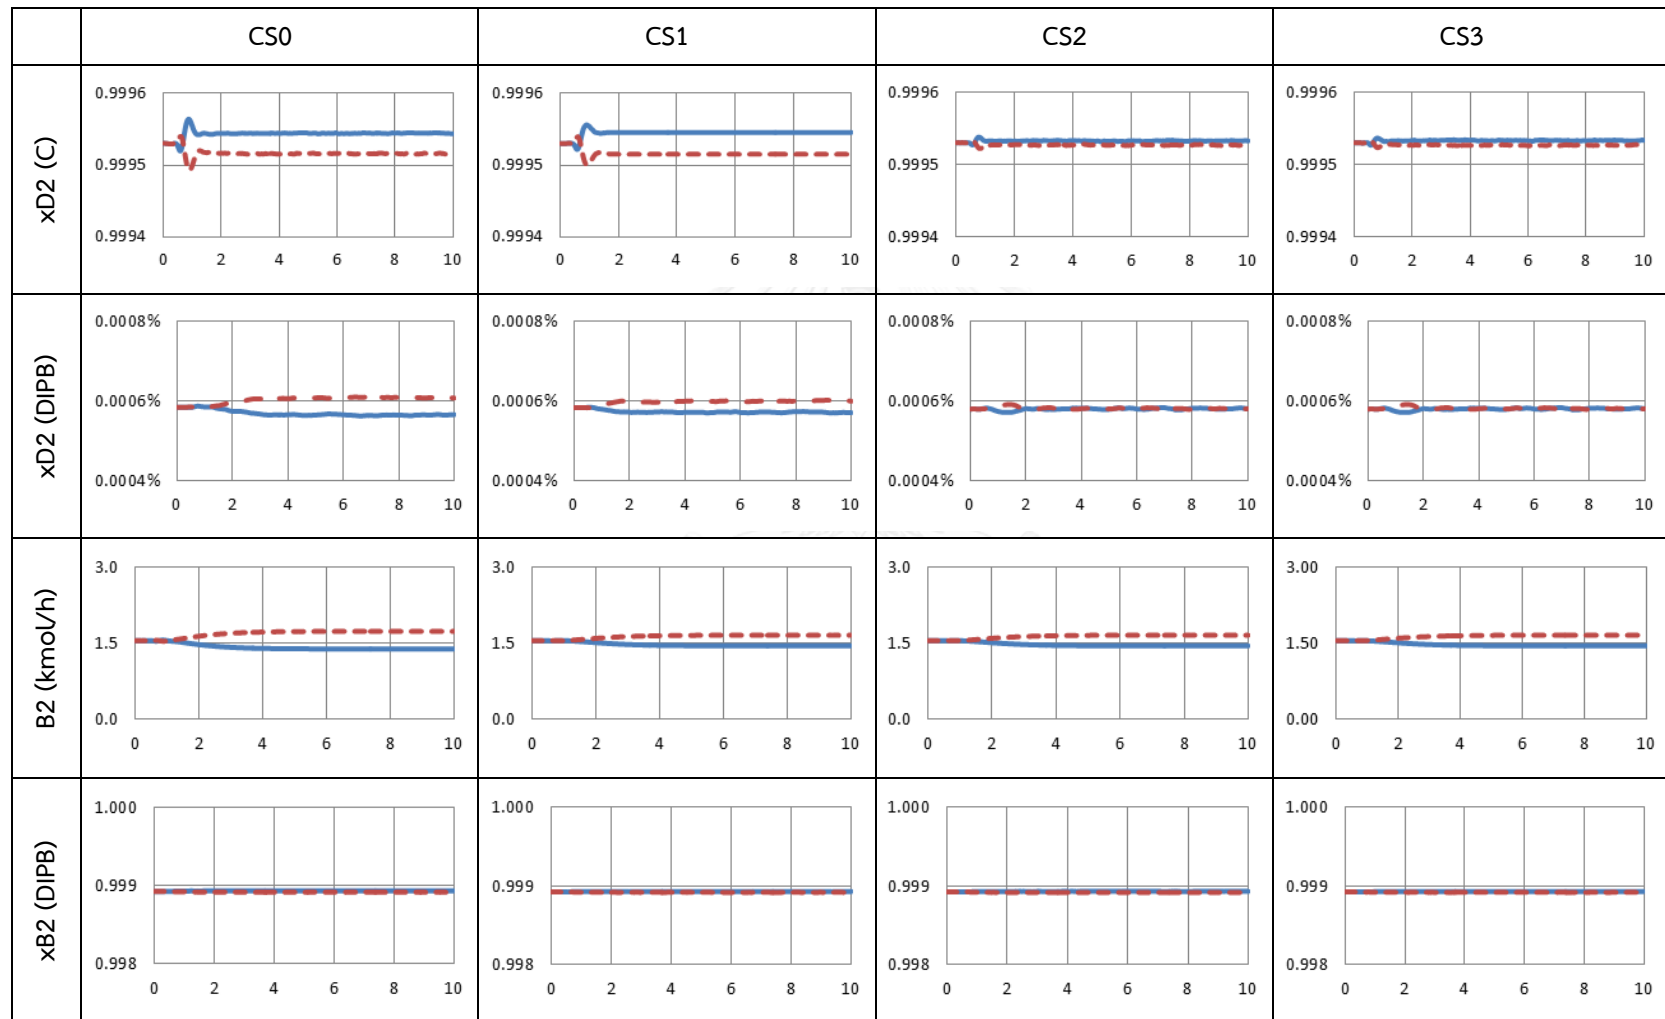 CS0 CS1 CS2 CS3
xD2 (C)
0.9996 0.9996 0.9996 0.9996
0.9995 0.9995 0.9995 0.9995
0.9994 0.9994 0.9994 0.9994
0 2 4 6 8 10 0 2 4 6 8 10 0 2 4 6 8 10 0 2 4 6 8 10
xD2 (DIPB)
0.0008% 0.0008% 0.0008% 0.0008%
0.0006% 0.0006% 0.0006% 0.0006%
0.0004% 0.0004% 0.0004% 0.0004%
0 2 4 6 8 10 0 2 4 6 8 10 0 2 4 6 8 10 0 2 4 6 8 10
B2 (kmol/h)
3.0 3.0 3.0 3.00
1.5 1.5 1.5 1.50
0.0 0.0 0.0 0.00
0 2 4 6 8 10 0 2 4 6 8 10 0 2 4 6 8 10 0 2 4 6 8 10
xB2 (DIPB)
1.000 1.000 1.000 1.000
0.999 0.999 0.999 0.999
0.998 0.998 0.998 0.998
0 2 4 6 8 10 0 2 4 6 8 10 0 2 4 6 8 10 0 2 4 6 8 10